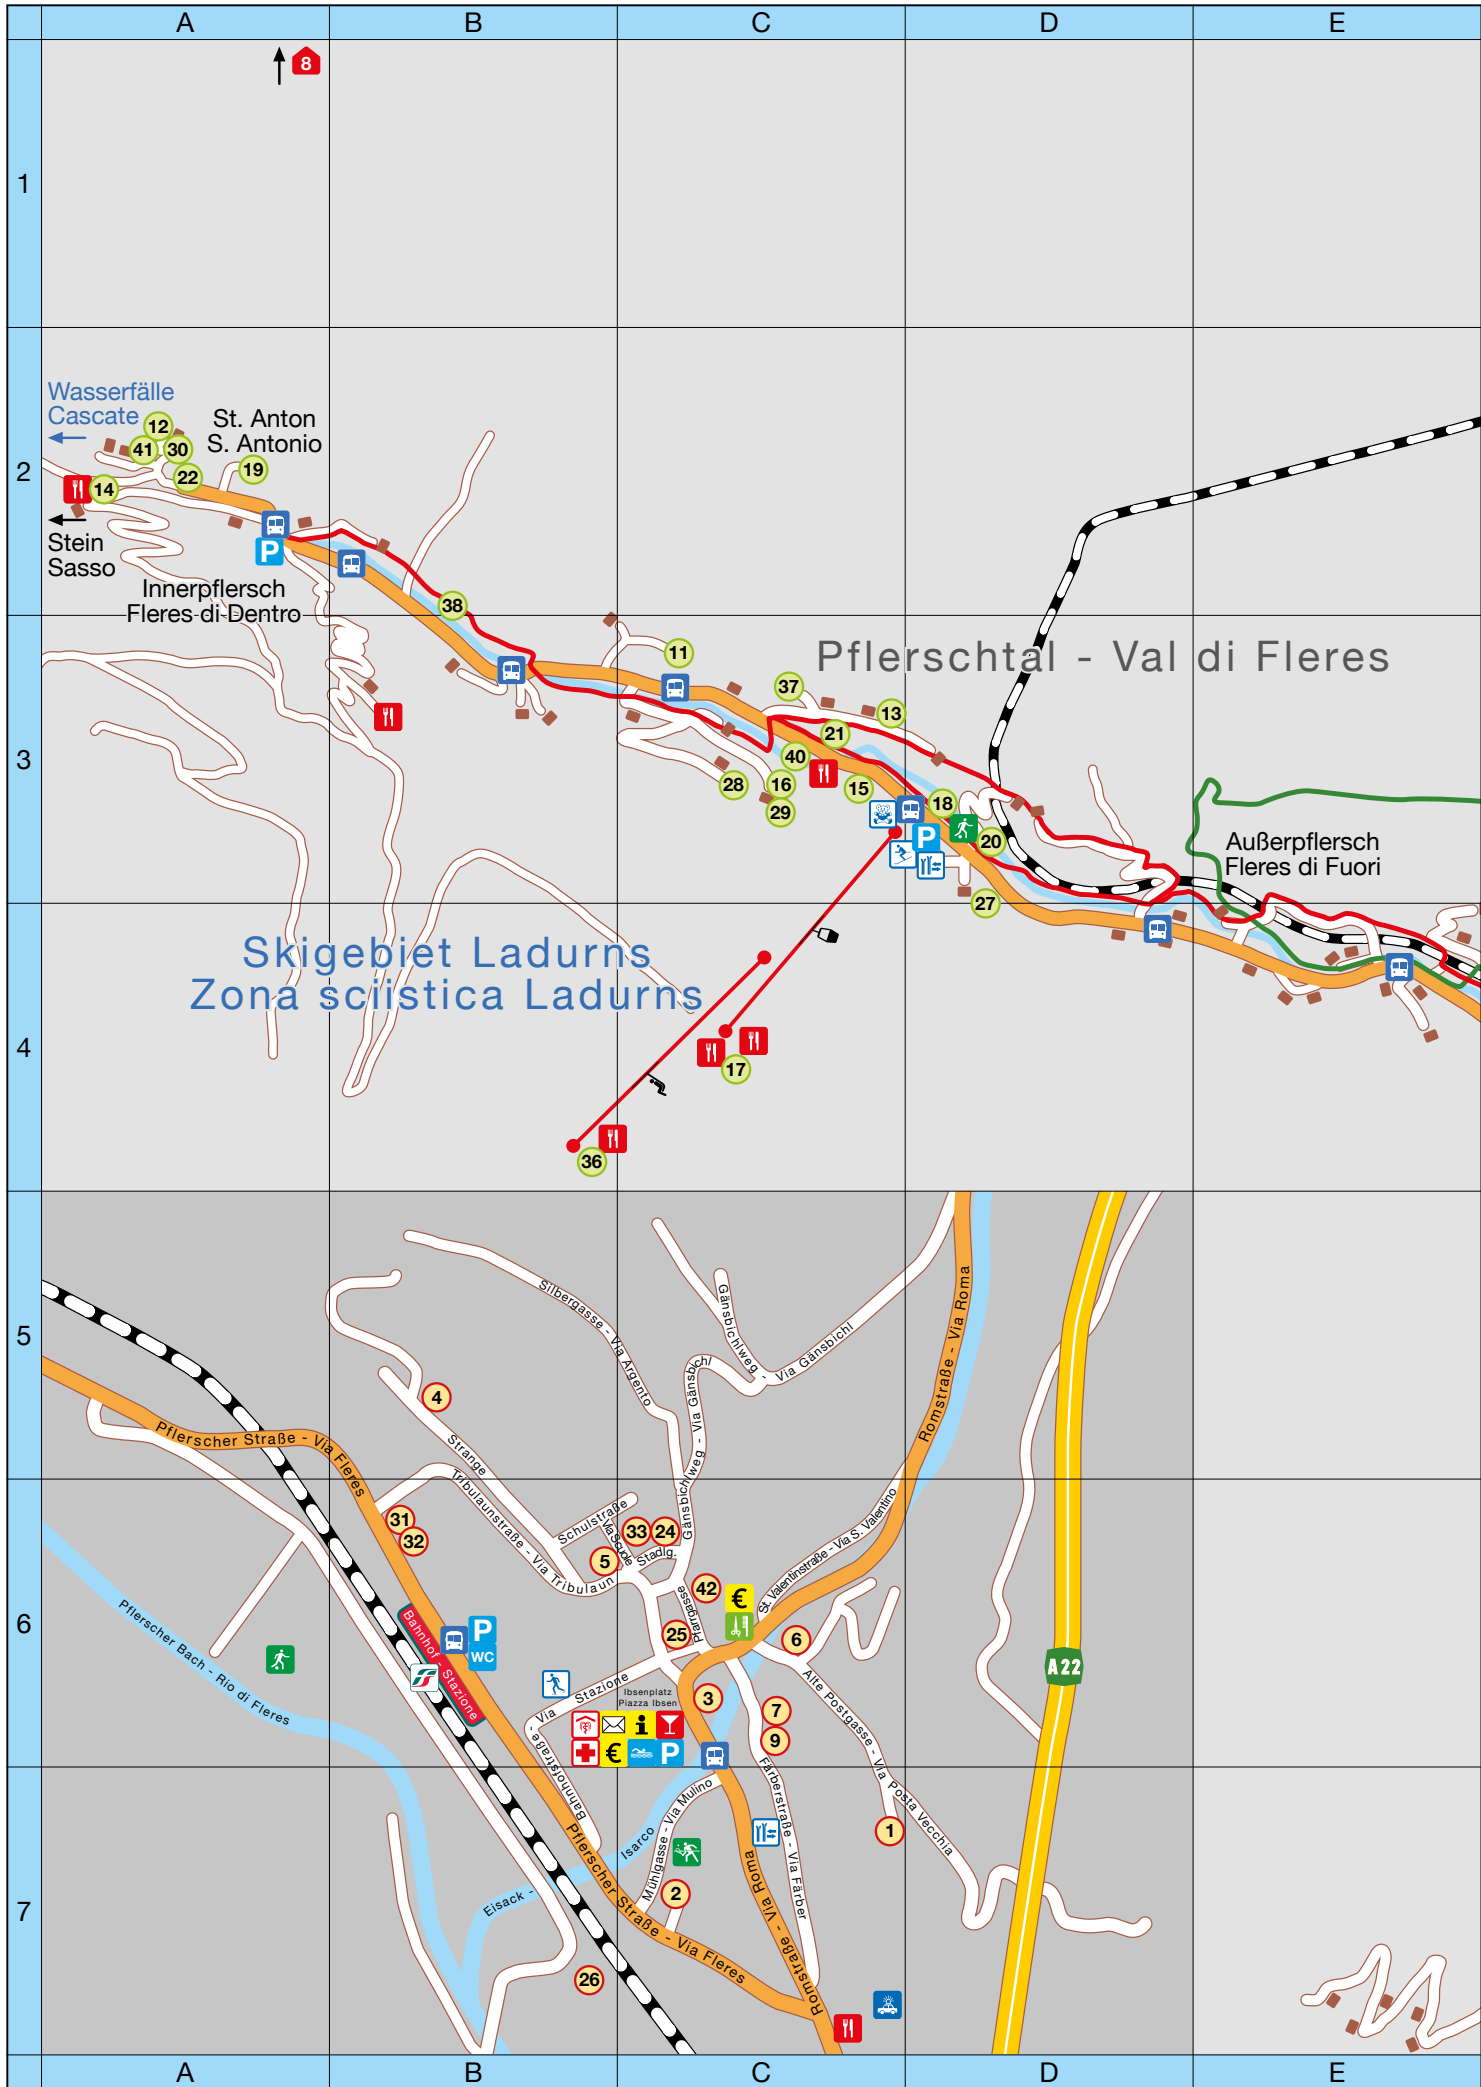 A B C D E
8
1
Wasserfälle
Cascate
12
St. Anton
S. Antonio
41 30
22 19
2
14
Stein
Sasso
P
Innerpflersch
Fleres di Dentro
38
11
Pflerschtal - Val di Fleres
37
13
21
40
3
28 16 15
29
18
P
20
Außerpflersch
Fleres di Fuori
27
Skigebiet Ladurns
Zona sciistica Ladurns
4
17
36
Silbergasse - Via Argento
Gänsbichlweg - Via Gänsbichl
Romstraße - Via Roma
5
Gänsbichlweg - Via Gänsbichl
4
Pflerscher Straße - Via Fleres
Strange
Tribulaunstraße - Via Tribulaun
Schulstraße
Via Scuole
St. Valentinstraße - Via S. Valentino
31
32
33 24
5
Stadlg.
42
€
Pfarrgasse
6
Pflerscher Bach - Rio di Fleres
Bahnhof - Stazione
P
WC
25
6
A22
Bahnhofstraße - Via Stazione
Ibsenplatz
Piazza Ibsen
3
7
9
Alte Postgasse - Via Posta Vecchia
i
€ P
Färberstraße - Via Färber
Mühlgasse - Via Mulino
1
Eisack - Isarco
2
7
Pflerscher Straße - Via Fleres
Romstraße - Via Roma
Romstraße
26
A B C D E